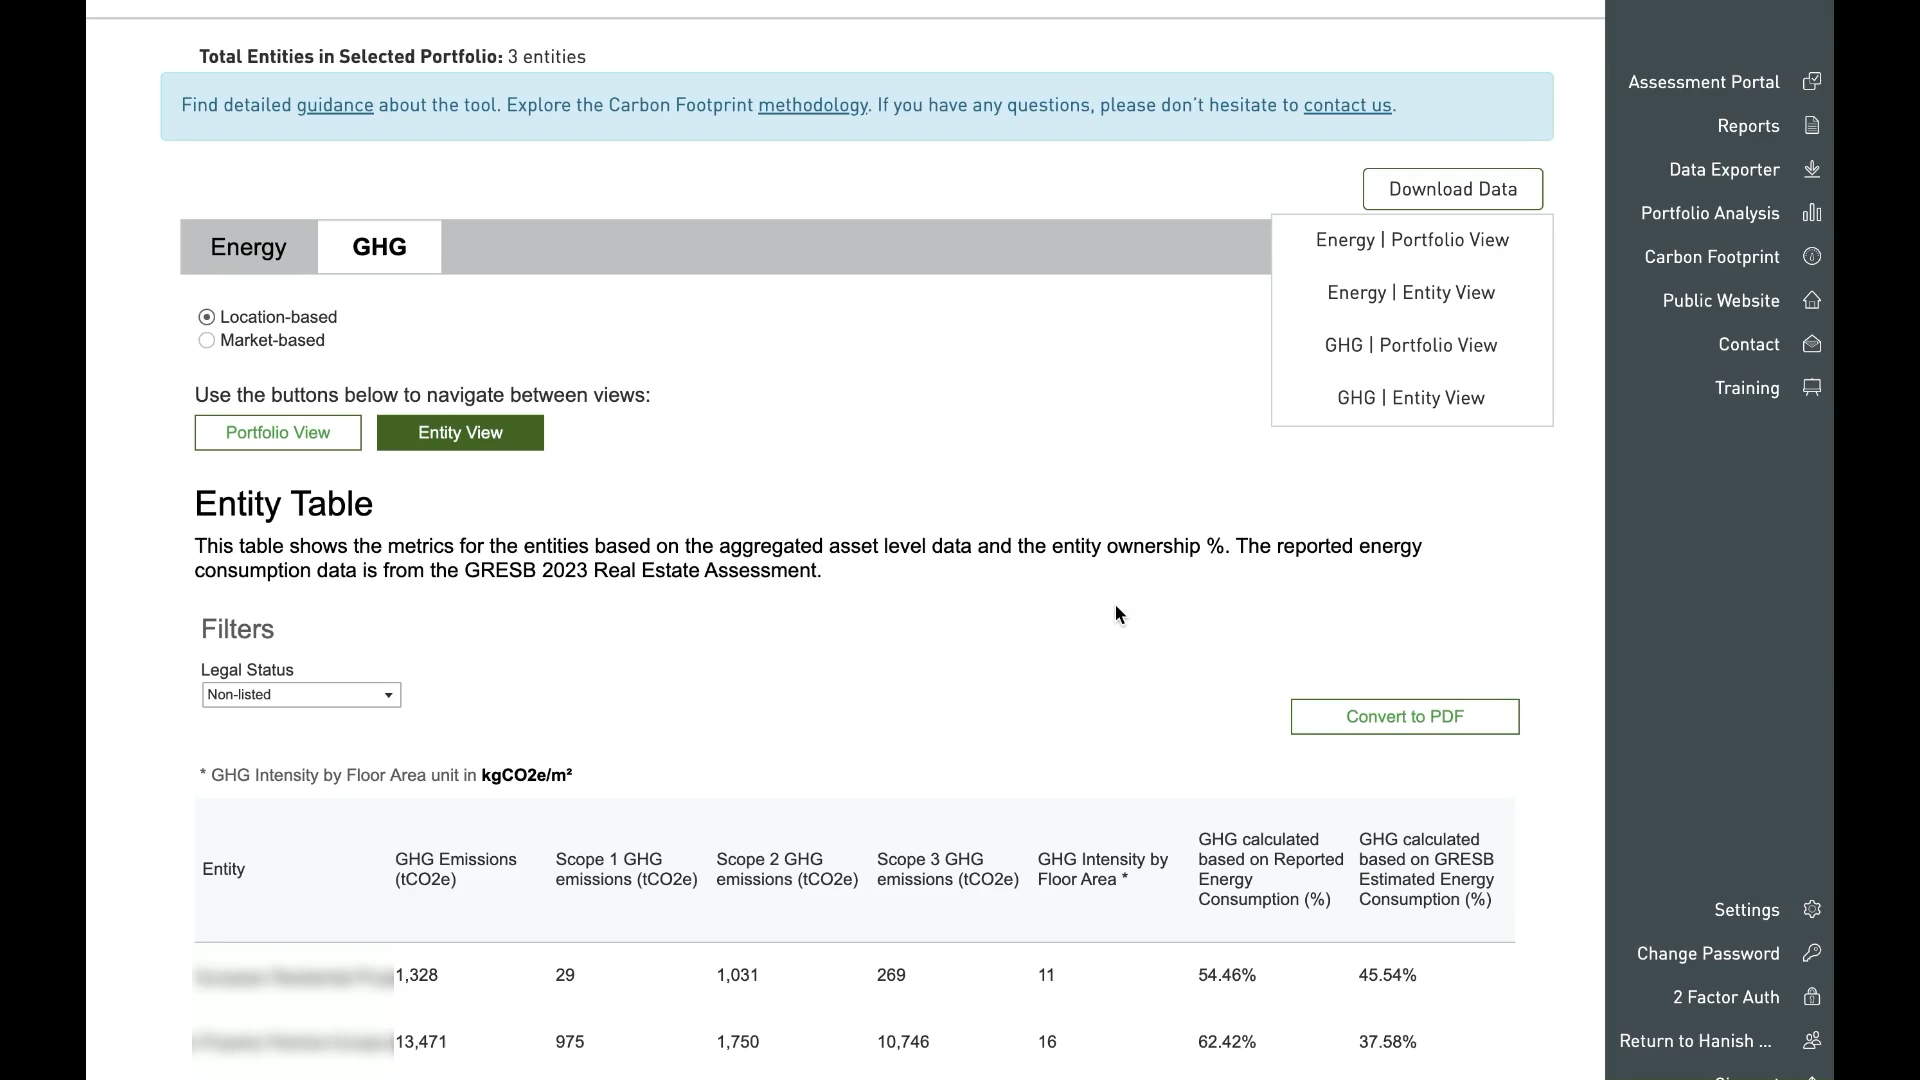 Total Entities in Selected Portfolio: 3 entities
Find detailed guidance about the tool. Explore the Carbon Footprint methodology. If you have any questions, please don't hesitate to contact us.
Download Data
Energy | Portfolio View
Energy | Entity View
GHG | Portfolio View
GHG | Entity View
Energy
GHG
Location-based
Market-based
Use the buttons below to navigate between views:
Portfolio View
Entity View
Entity Table
This table shows the metrics for the entities based on the aggregated asset level data and the entity ownership %. The reported energy
consumption data is from the GRESB 2023 Real Estate Assessment.
Filters
Legal Status
Non-listed
Convert to PDF
* GHG Intensity by Floor Area unit in kgCO2e/m²
Entity
GHG Emissions
(tCO2e)
Scope 1 GHG
emissions (tCO2e)
Scope 2 GHG
emissions (tCO2e)
Scope 3 GHG
emissions (tCO2e)
GHG Intensity by
Floor Area *
GHG calculated
based on Reported
Energy
Consumption (%)
GHG calculated
based on GRESB
Estimated Energy
Consumption (%)
1,328 29 1,031 269 11 54.46% 45.54%
13,471 975 1,750 10,746 16 62.42% 37.58%
Assessment Portal
Reports
Data Exporter
Portfolio Analysis
Carbon Footprint
Public Website
Contact
Training
Settings
Change Password
2 Factor Auth
Return to Hanish ...